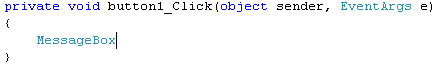 private void button1_Click(object sender, EventArgs e)
{
    MessageBox
}